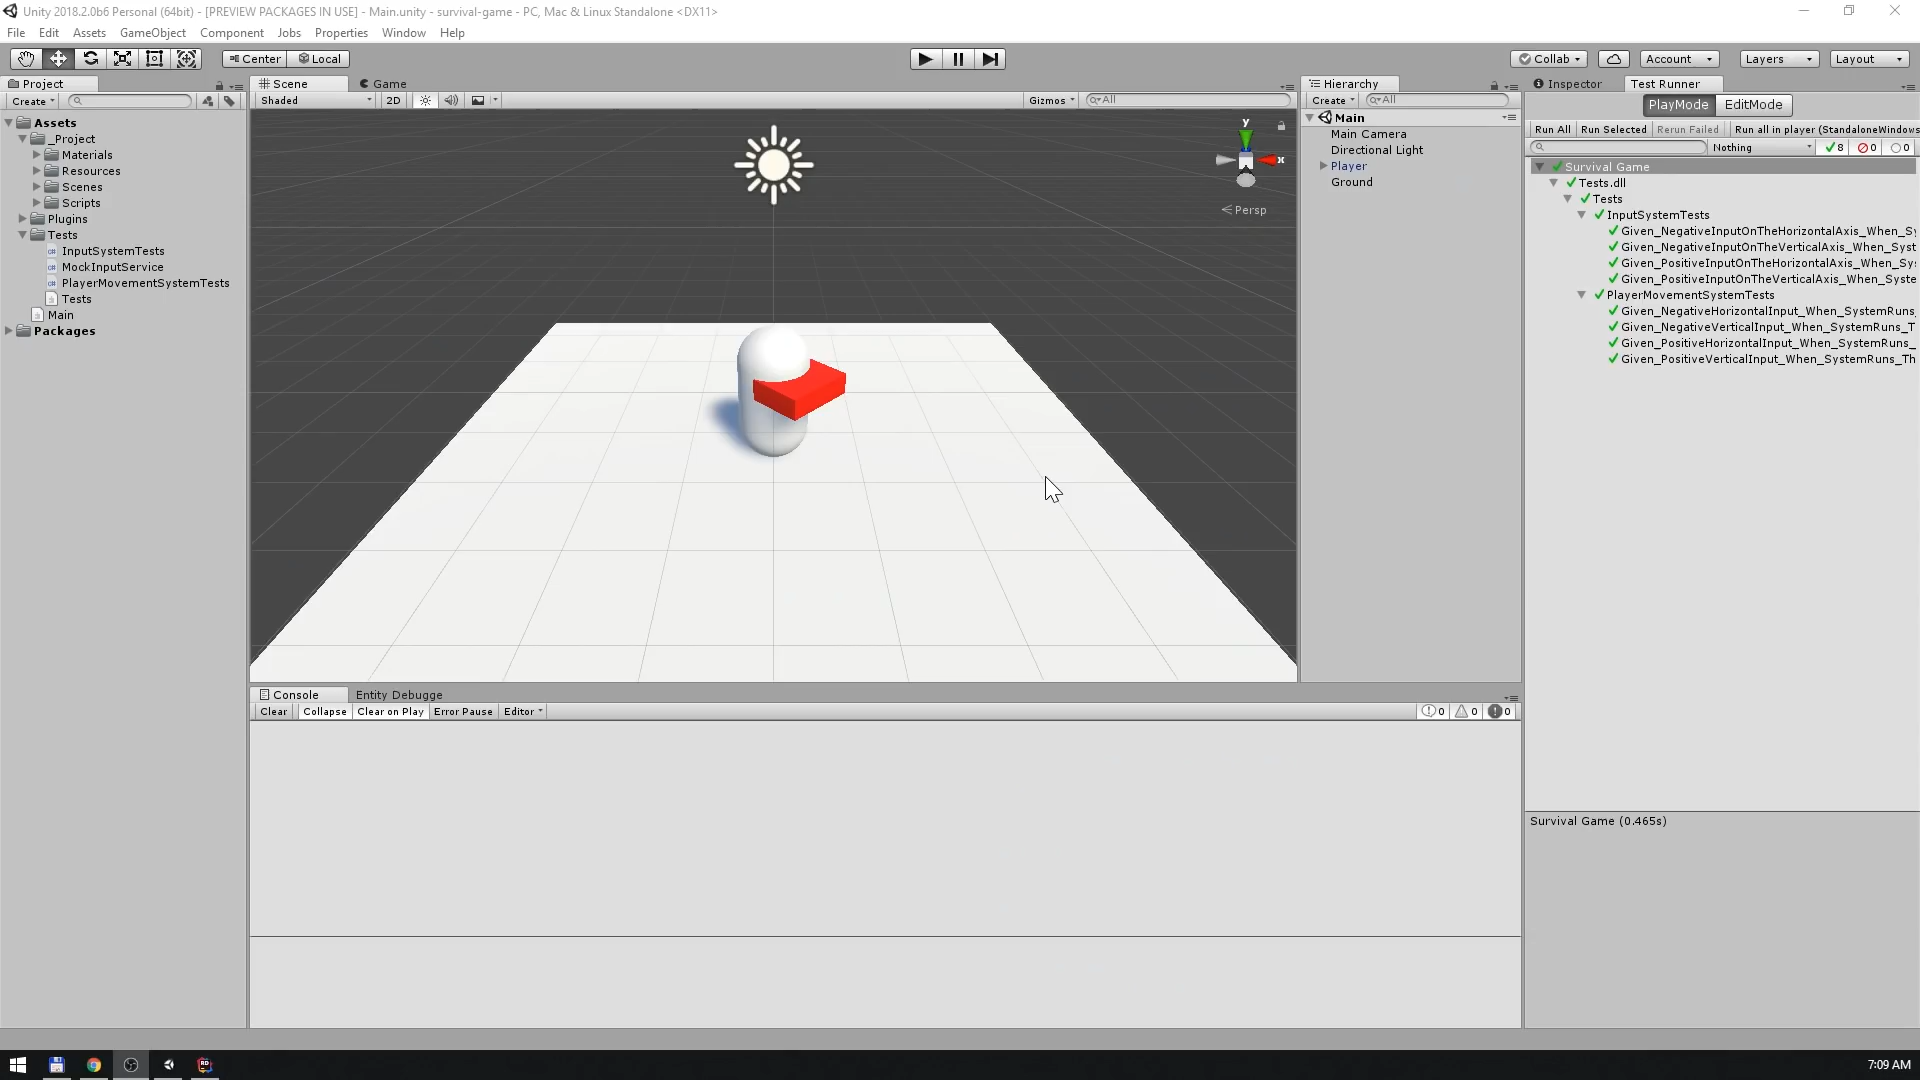 Unity 2018.2.0b6 Personal (64bit) - [PREVIEW PACKAGES IN USE] - Main.unity - survival-game - PC, Mac & Linux Standalone <DX11>
File Edit Assets GameObject Component Jobs Properties Window Help
Center Local Collab Account Layers Layout
Project
Create
Assets
_Project
Materials
Resources
Scenes
Scripts
Plugins
Tests
InputSystemTests
MockInputService
PlayerMovementSystemTests
Tests
Main
Packages
Scene Game
Shaded 2D Gizmos All
y
x
Persp
Console Entity Debugge
Clear Collapse Clear on Play Error Pause Editor 0 0 0
Hierarchy
Create All
Main
Main Camera
Directional Light
Player
Ground
Inspector Test Runner
PlayMode EditMode
Run All Run Selected Rerun Failed Run all in player (StandaloneWindows
Nothing 8 0 0
Survival Game
Tests.dll
Tests
InputSystemTests
Given_NegativeInputOnTheHorizontalAxis_When_Sy
Given_NegativeInputOnTheVerticalAxis_When_Syst
Given_PositiveInputOnTheHorizontalAxis_When_Sys
Given_PositiveInputOnTheVerticalAxis_When_Syste
PlayerMovementSystemTests
Given_NegativeHorizontalInput_When_SystemRuns_
Given_NegativeVerticalInput_When_SystemRuns_T
Given_PositiveHorizontalInput_When_SystemRuns_
Given_PositiveVerticalInput_When_SystemRuns_Th
Survival Game (0.465s)
7:09 AM